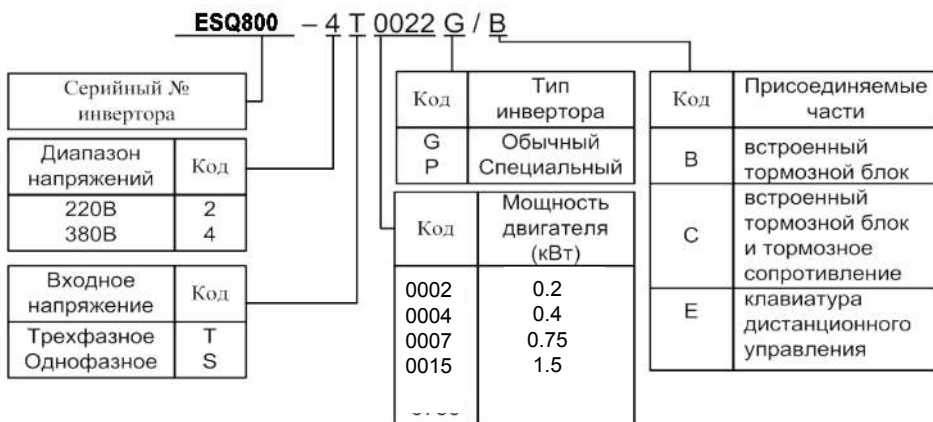 ESQ800 – 4 T 0022 G / B
Серийный №
инвертора
Диапазон
напряжений
Код
220В 2
380В 4
Входное
напряжение
Код
Трехфазное T
Однофазное S
Код
Тип
инвертора
G Обычный
P Специальный
Код
Мощность
двигателя
(кВт)
0002 0.2
0004 0.4
0007 0.75
0015 1.5
Код
Присоединяемые
части
B
встроенный
тормозной блок
C
встроенный
тормозной блок
и тормозное
сопротивление
E
клавиатура
дистанционного
управления